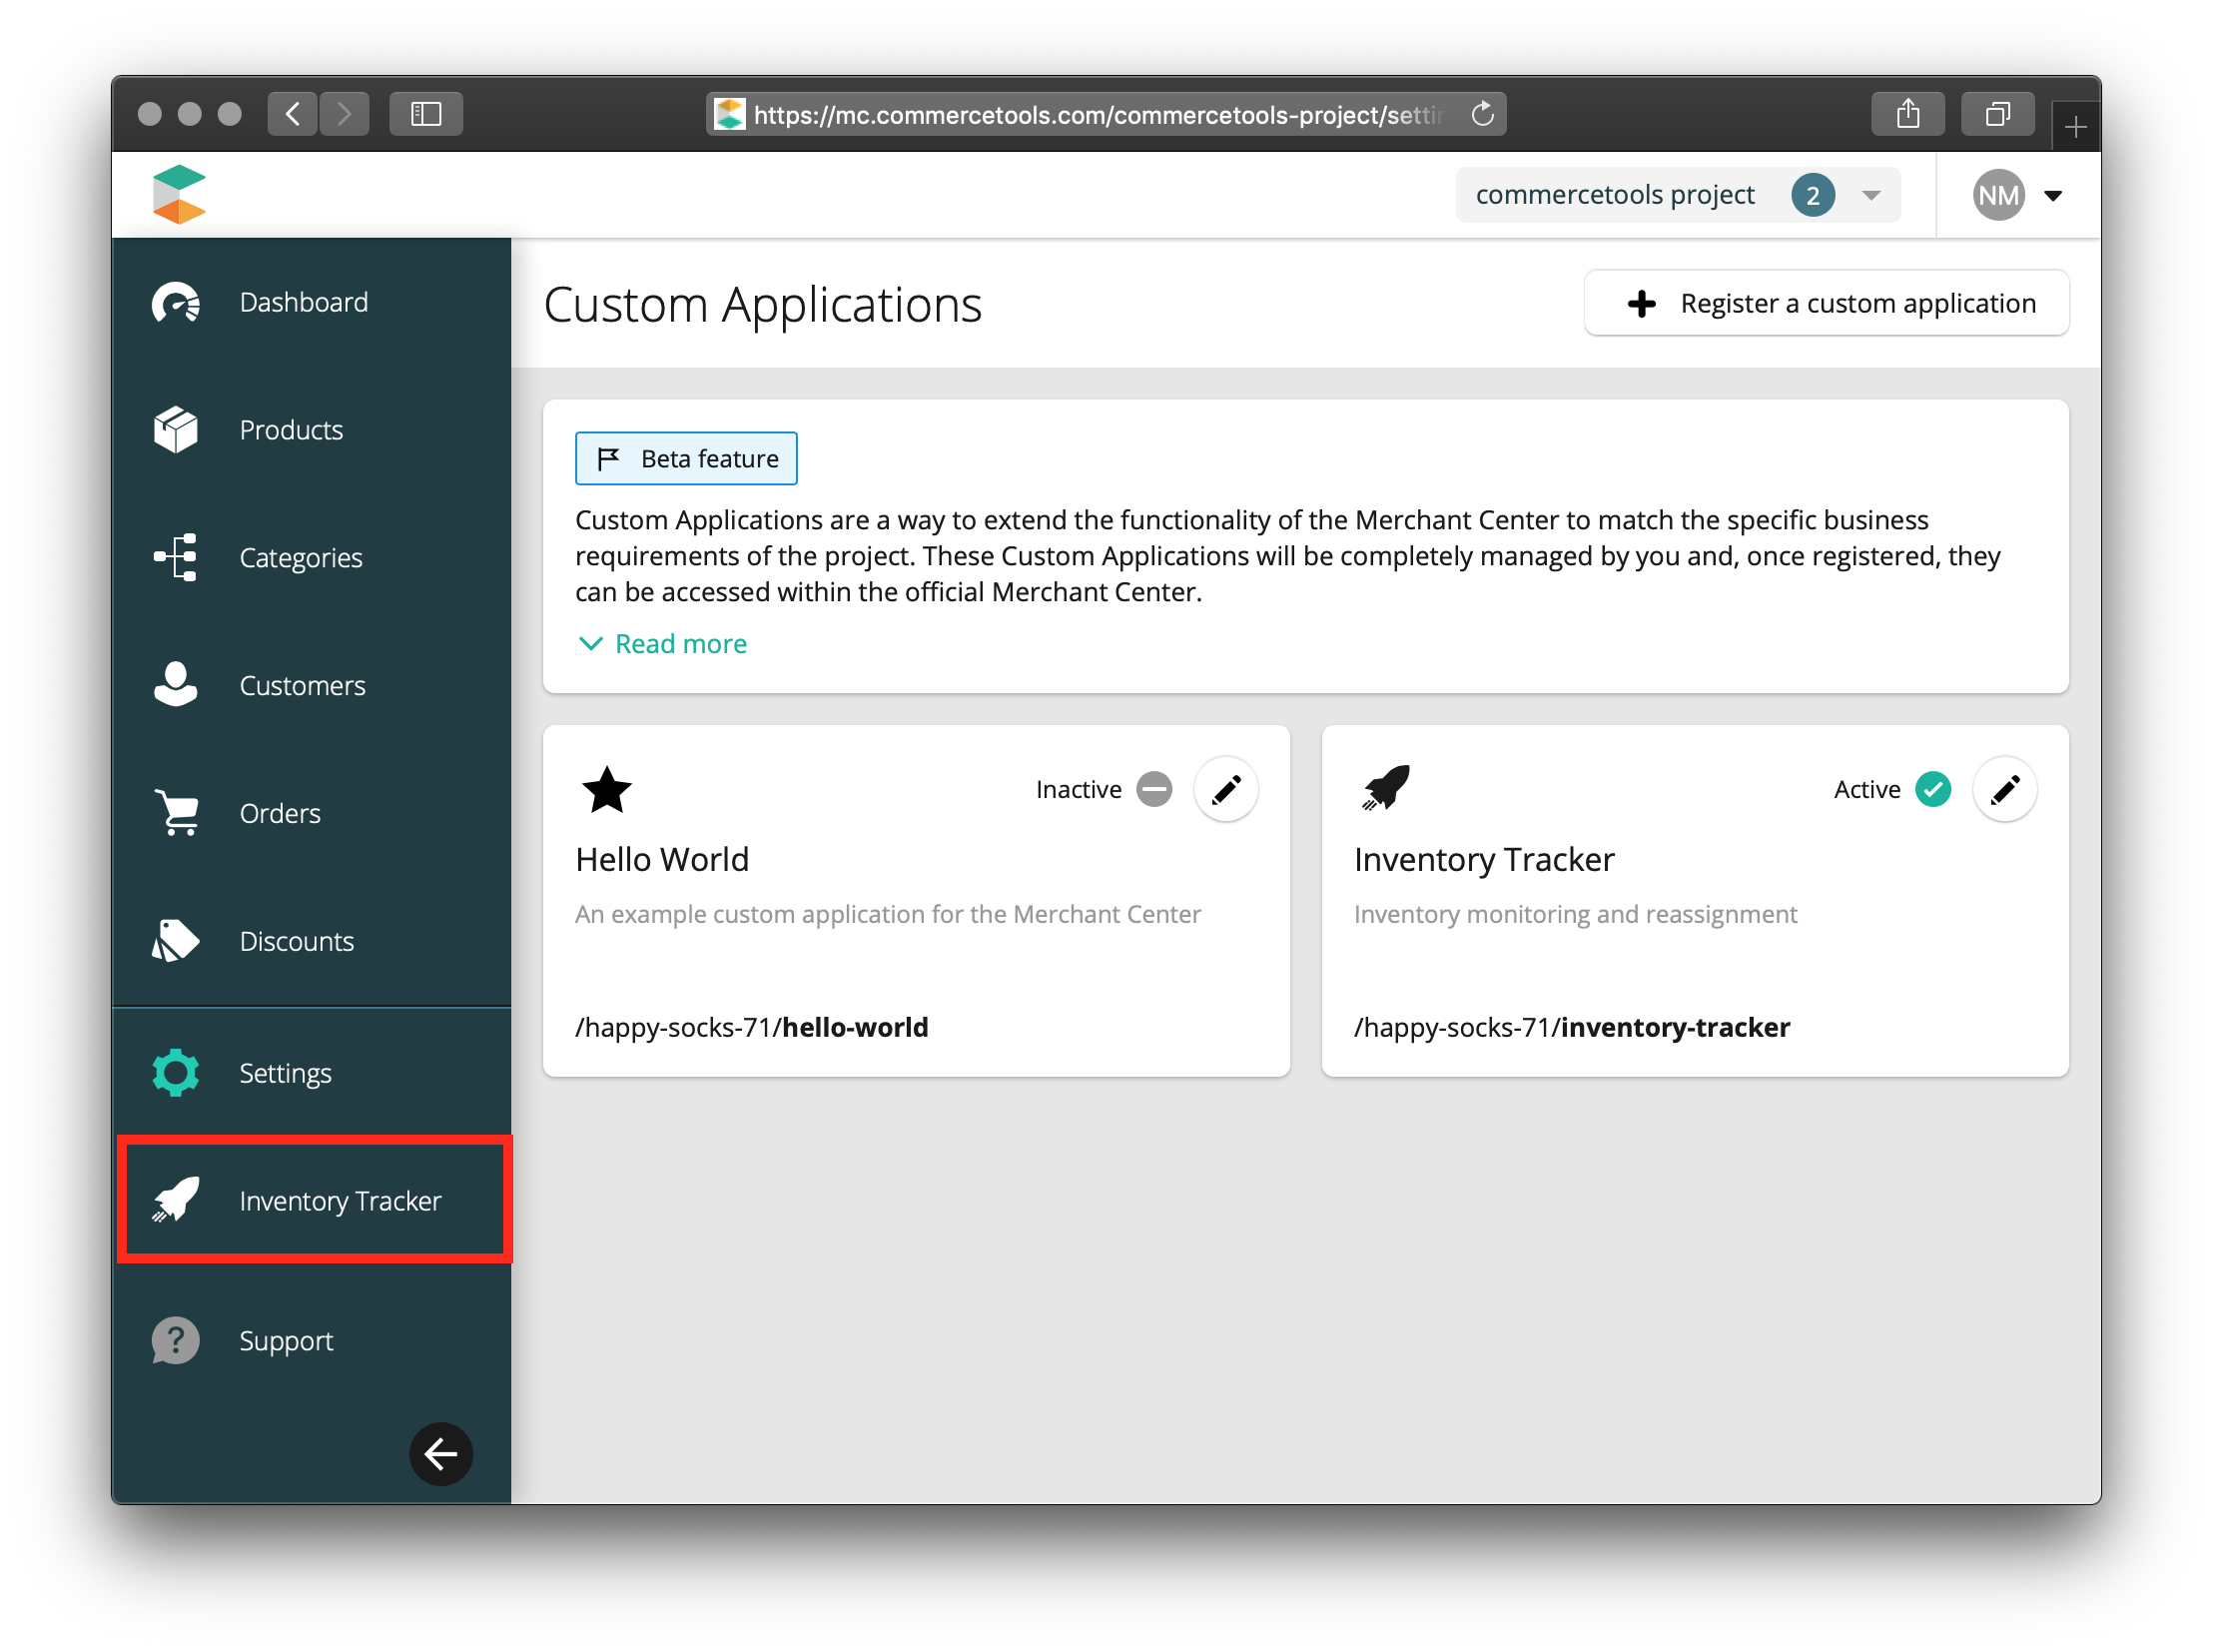 https://mc.commercetools.com/commercetools-project/settin
commercetools project 2 NM
Dashboard
Products
Categories
Customers
Orders
Discounts
Settings
Inventory Tracker
Support
Custom Applications
Register a custom application
Beta feature
Custom Applications are a way to extend the functionality of the Merchant Center to match the specific business
requirements of the project. These Custom Applications will be completely managed by you and, once registered, they
can be accessed within the official Merchant Center.
Read more
Inactive
Hello World
An example custom application for the Merchant Center
/happy-socks-71/hello-world
Active
Inventory Tracker
Inventory monitoring and reassignment
/happy-socks-71/inventory-tracker